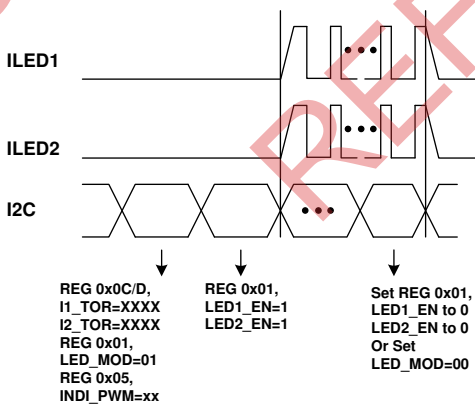 ILED1
ILED2
I2C
REG 0x0C/D,
I1_TOR=XXXX
I2_TOR=XXXX
REG 0x01,
LED_MOD=01
REG 0x05,
INDI_PWM=xx
REG 0x01,
LED1_EN=1
LED2_EN=1
Set REG 0x01,
LED1_EN to 0
LED2_EN to 0
Or Set
LED_MOD=00
REF